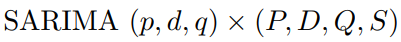 SARIMA (p, d, q) × (P, D, Q, S)